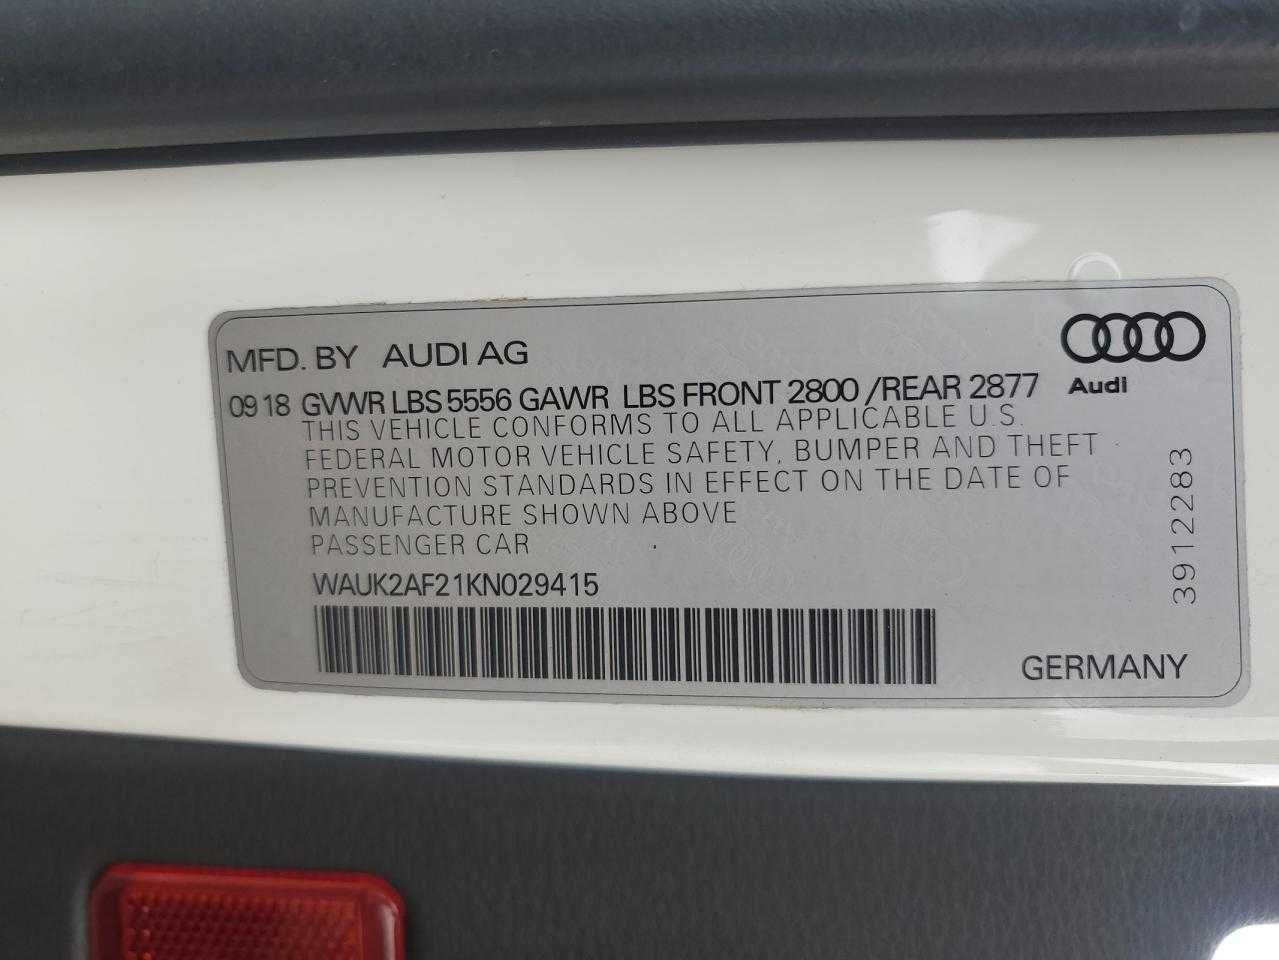 MFD. BY AUDI AG
Audi
09 18 GVWR LBS 5556 GAWR LBS FRONT 2800 /REAR 2877
THIS VEHICLE CONFORMS TO ALL APPLICABLE U.S.
FEDERAL MOTOR VEHICLE SAFETY, BUMPER AND THEFT
PREVENTION STANDARDS IN EFFECT ON THE DATE OF
MANUFACTURE SHOWN ABOVE
PASSENGER CAR
WAUK2AF21KN029415
3912283
GERMANY